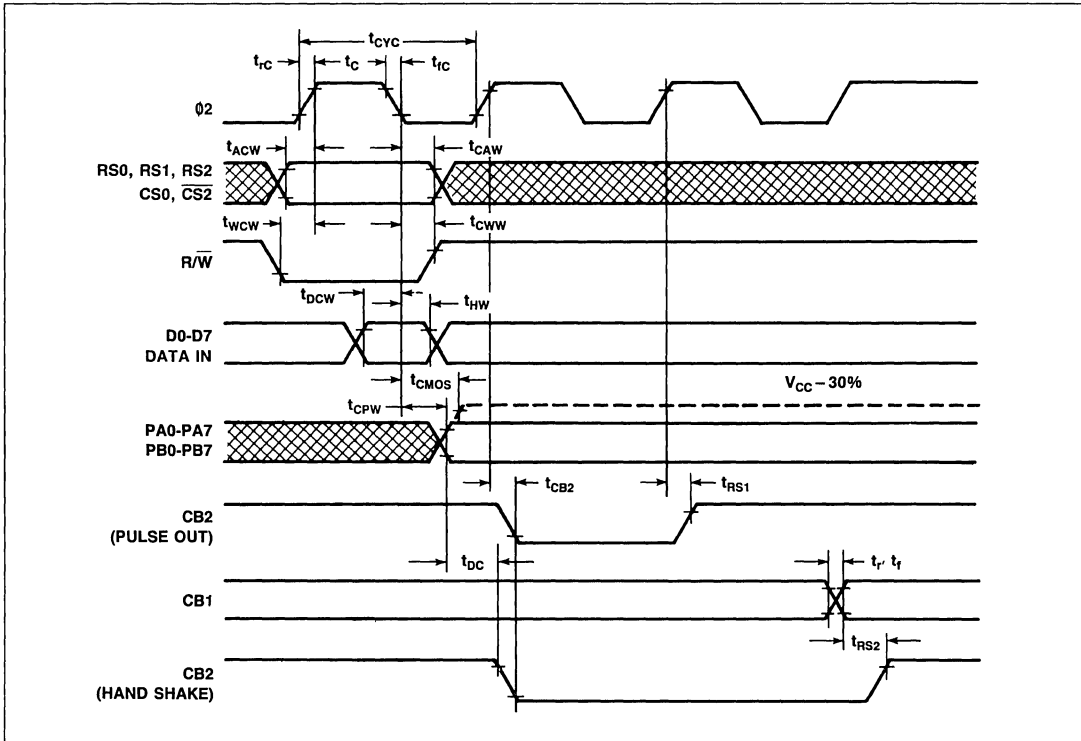 tCYC
trC tC tfC
ϕ2
tACW tCAW
RS0, RS1, RS2
CS0, C̅S̅2̅
tWCW tCWW
R/W̅
tDCW tHW
D0-D7
DATA IN
tCMOS
VCC – 30%
tCPW
PA0-PA7
PB0-PB7
tCB2 tRS1
CB2
(PULSE OUT)
tDC tr, tf
CB1
tRS2
CB2
(HAND SHAKE)